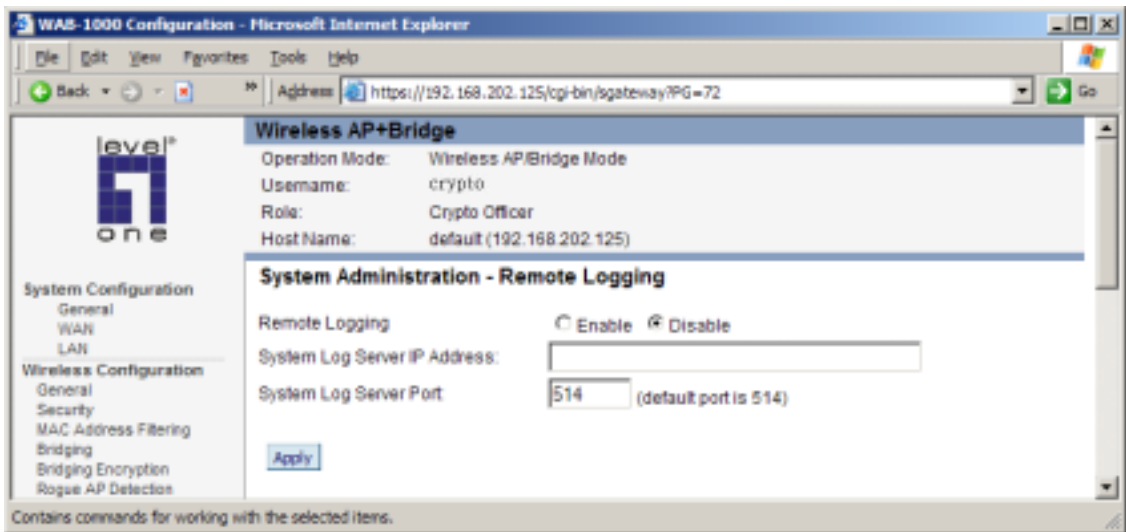 WAB-1000 Configuration - Microsoft Internet Explorer
File Edit View Favorites Tools Help
Back Address https://192.168.202.125/cgi-bin/sgateway?PG=72 Go
level
one
Wireless AP+Bridge
Operation Mode: Wireless AP/Bridge Mode
Username: crypto
Role: Crypto Officer
Host Name: default (192.168.202.125)
System Configuration
General
WAN
LAN
Wireless Configuration
General
Security
MAC Address Filtering
Bridging
Bridging Encryption
Rogue AP Detection
System Administration - Remote Logging
Remote Logging Enable Disable
System Log Server IP Address:
System Log Server Port 514 (default port is 514)
Apply
Contains commands for working with the selected items.